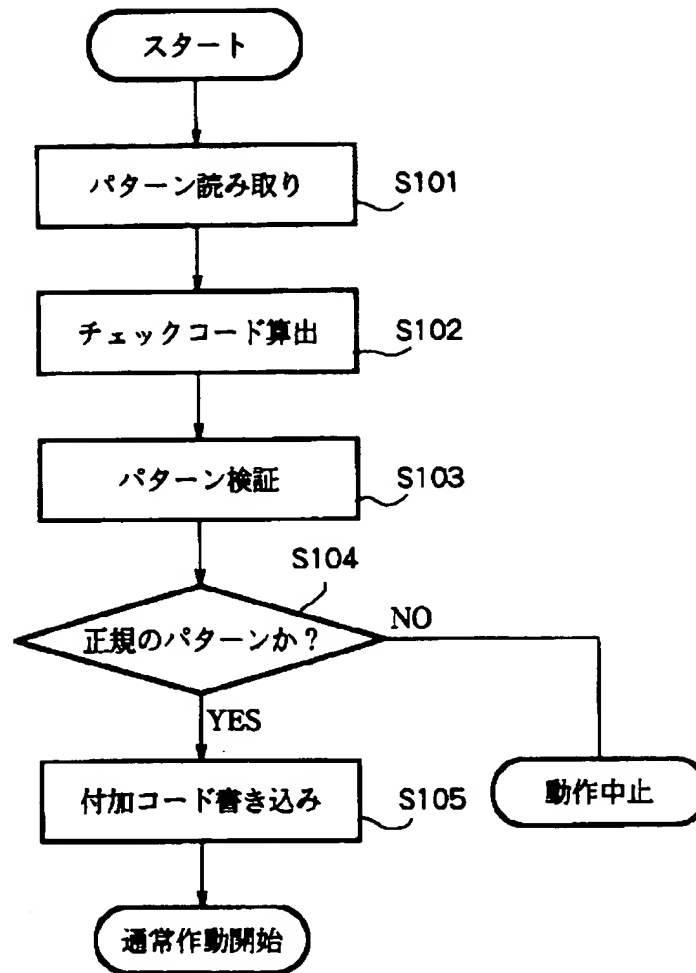 スタート
パターン読み取り
S101
チェックコード算出
S102
パターン検証
S103
S104
正規のパターンか？
NO
YES
付加コード書き込み
S105
動作中止
通常作動開始